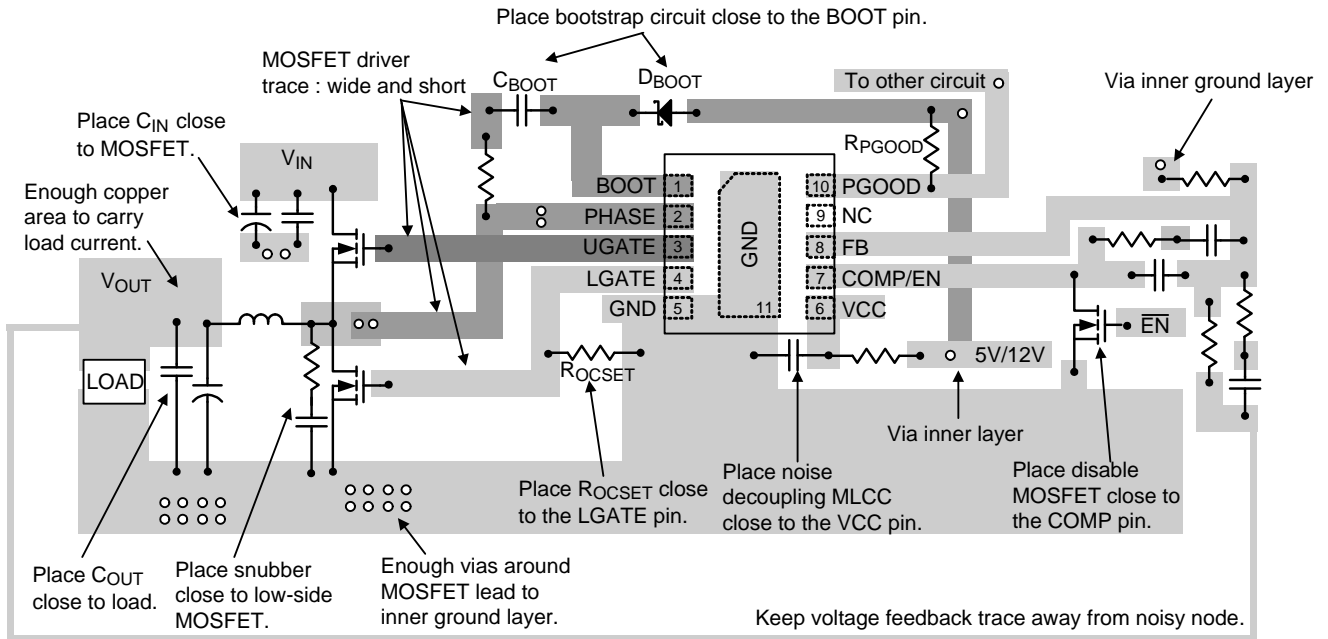 Place bootstrap circuit close to the BOOT pin.
MOSFET driver
trace : wide and short
CBOOT
DBOOT
To other circuit
Via inner ground layer
Place CIN close
to MOSFET.
VIN
RPGOOD
Enough copper
area to carry
load current.
BOOT 1
PHASE 2
UGATE 3
LGATE 4
GND 5
GND
11
10 PGOOD
9 NC
8 FB
7 COMP/EN
6 VCC
VOUT
EN
LOAD
ROCSET
5V/12V
Via inner layer
Place ROCSET close
to the LGATE pin.
Place noise
decoupling MLCC
close to the VCC pin.
Place disable
MOSFET close to
the COMP pin.
Place COUT
close to load.
Place snubber
close to low-side
MOSFET.
Enough vias around
MOSFET lead to
inner ground layer.
Keep voltage feedback trace away from noisy node.